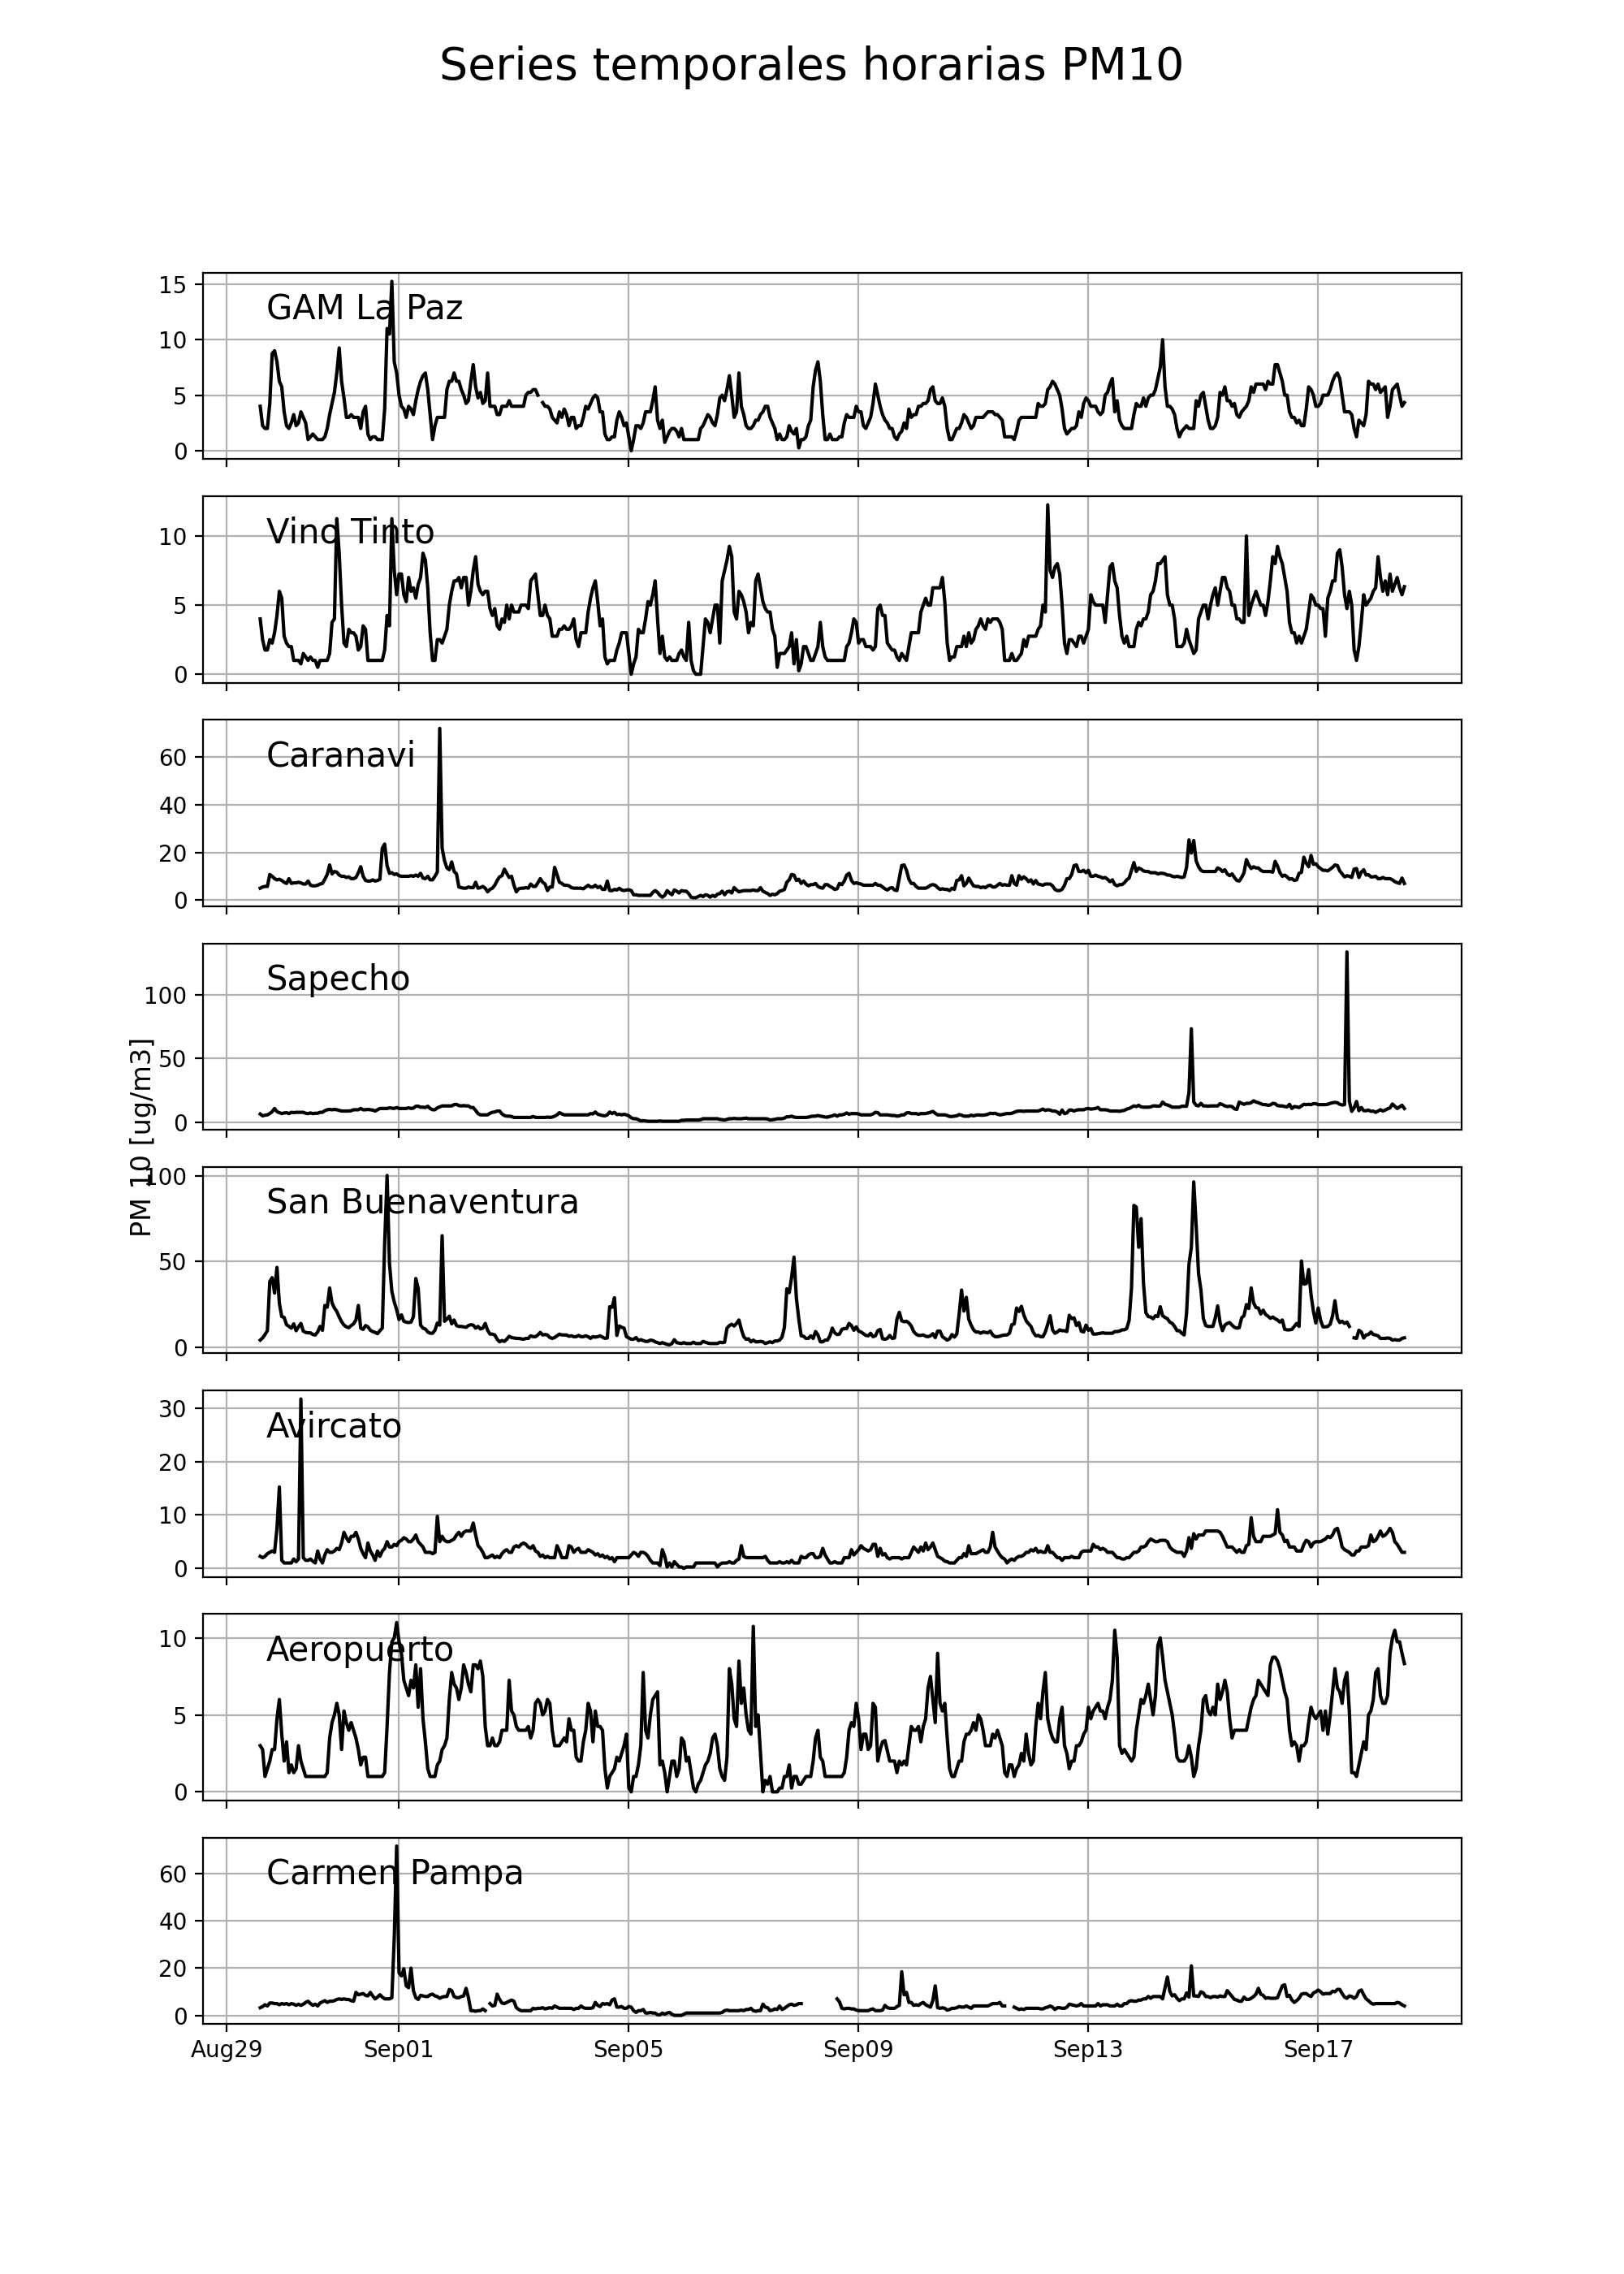 Series temporales horarias PM10
15
GAM La Paz
10
5
0
Vino Tinto
10
5
0
Caranavi
60
40
20
0
Sapecho
100
50
0
PM 10 [ug/m3]
100
San Buenaventura
50
0
30
Avircato
20
10
0
10
Aeropuerto
5
0
Carmen Pampa
60
40
20
0
Aug29 Sep01 Sep05 Sep09 Sep13 Sep17